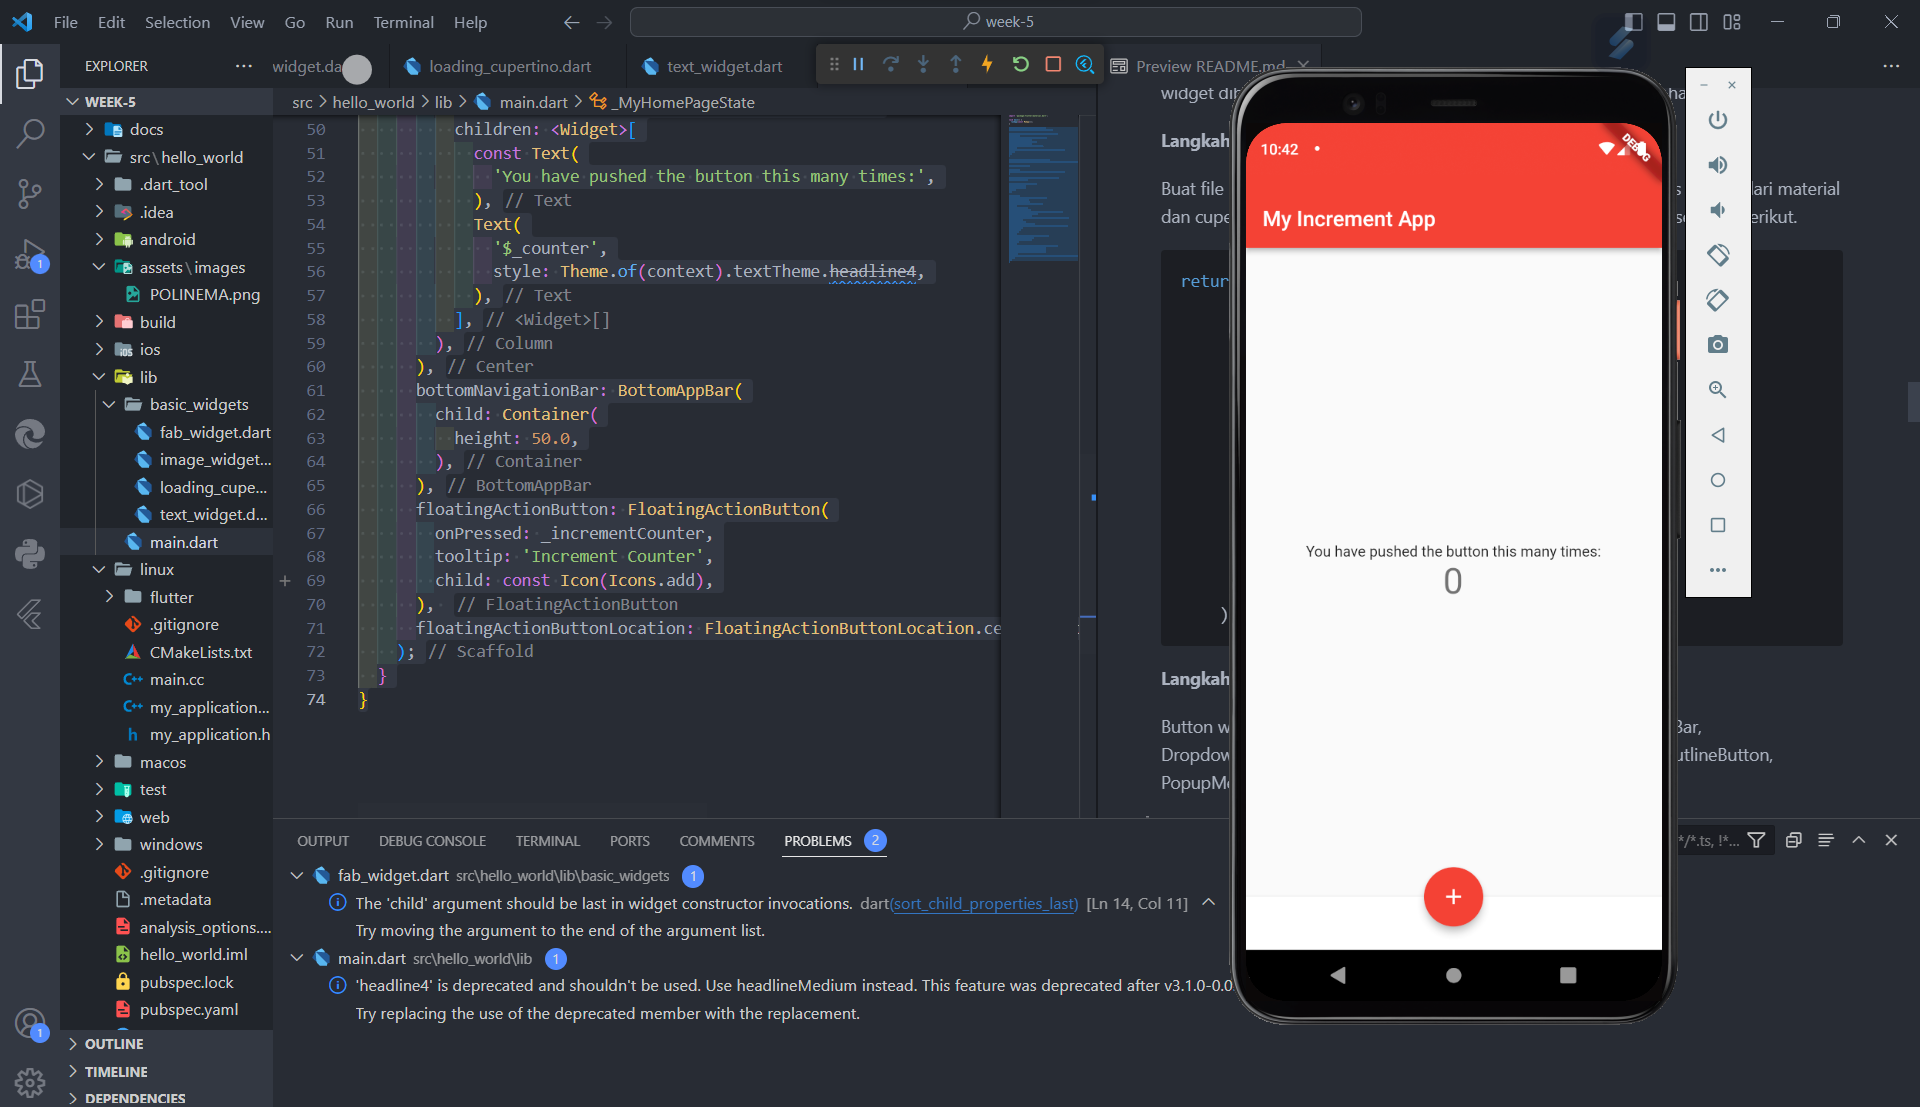 File Edit Selection View Go Run Terminal Help
week-5
EXPLORER
widget.da
loading_cupertino.dart
text_widget.dart
Preview README.md
WEEK-5
docs
src\hello_world
.dart_tool
.idea
android
assets\images
POLINEMA.png
build
ios
lib
basic_widgets
fab_widget.dart
image_widget...
loading_cupe...
text_widget.d...
main.dart
linux
flutter
.gitignore
CMakeLists.txt
main.cc
my_application...
my_application.h
macos
test
web
windows
.gitignore
.metadata
analysis_options....
hello_world.iml
pubspec.lock
pubspec.yaml
OUTLINE
TIMELINE
DEPENDENCIES
1
1
src > hello_world > lib > main.dart > _MyHomePageState
50 children: <Widget>[
51 const Text(
52 'You have pushed the button this many times:',
53 ), // Text
54 Text(
55 '$_counter',
56 style: Theme.of(context).textTheme.headline4,
57 ), // Text
58 ], // <Widget>[]
59 ), // Column
60 ), // Center
61 bottomNavigationBar: BottomAppBar(
62 child: Container(
63 height: 50.0,
64 ), // Container
65 ), // BottomAppBar
66 floatingActionButton: FloatingActionButton(
67 onPressed: _incrementCounter,
68 tooltip: 'Increment Counter',
69 child: const Icon(Icons.add),
70 ), // FloatingActionButton
71 floatingActionButtonLocation: FloatingActionButtonLocation.ce
72 ); // Scaffold
73 }
74 }
widget dib
Langkah
Buat file
dari material
dan cupe
erikut.
retur
)
Langkah
Button w
Bar,
Dropdow
utlineButton,
PopupMe
10:42
DEBUG
My Increment App
You have pushed the button this many times:
0
+
OUTPUT DEBUG CONSOLE TERMINAL PORTS COMMENTS PROBLEMS 2
*/*.ts, !*...
fab_widget.dart src\hello_world\lib\basic_widgets 1
The 'child' argument should be last in widget constructor invocations. dart(sort_child_properties_last) [Ln 14, Col 11]
Try moving the argument to the end of the argument list.
main.dart src\hello_world\lib 1
'headline4' is deprecated and shouldn't be used. Use headlineMedium instead. This feature was deprecated after v3.1.0-0.0
Try replacing the use of the deprecated member with the replacement.